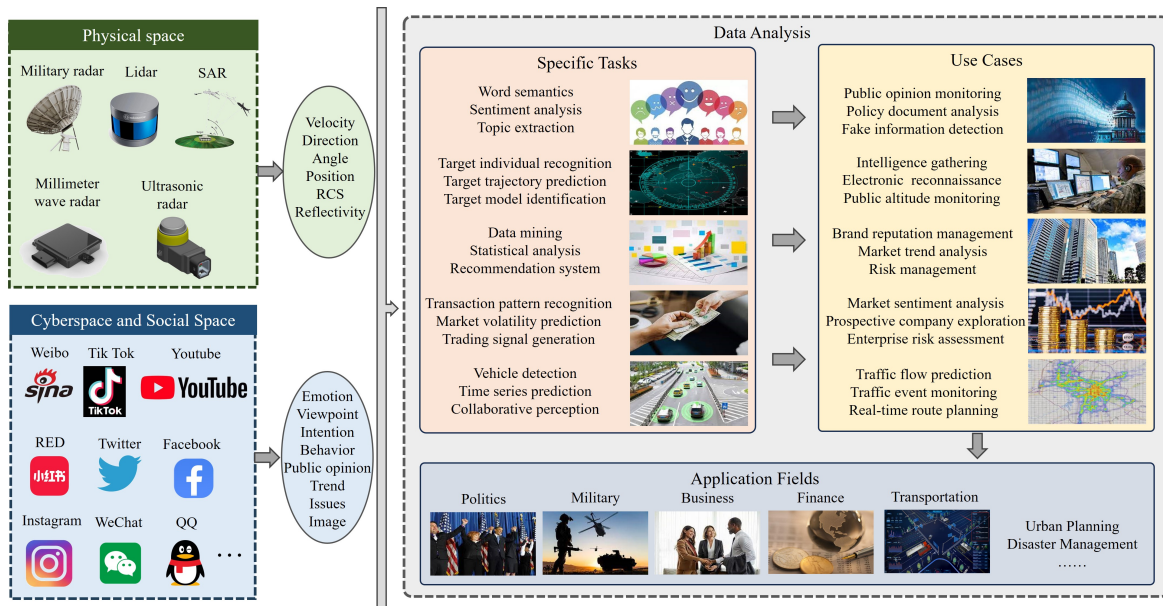 Physical space
Military radar
Lidar
SAR
Millimeter
wave radar
Ultrasonic
radar
Velocity
Direction
Angle
Position
RCS
Reflectivity
Cyberspace and Social Space
Weibo
Tik Tok
Youtube
sina
TikTok
YouTube
RED
Twitter
Facebook
小红书
Instagram
WeChat
QQ
...
Emotion
Viewpoint
Intention
Behavior
Public opinion
Trend
Issues
Image
Data Analysis
Specific Tasks
Word semantics
Sentiment analysis
Topic extraction
Target individual recognition
Target trajectory prediction
Target model identification
Data mining
Statistical analysis
Recommendation system
Transaction pattern recognition
Market volatility prediction
Trading signal generation
Vehicle detection
Time series prediction
Collaborative perception
Use Cases
Public opinion monitoring
Policy document analysis
Fake information detection
Intelligence gathering
Electronic reconnaissance
Public altitude monitoring
Brand reputation management
Market trend analysis
Risk management
Market sentiment analysis
Prospective company exploration
Enterprise risk assessment
Traffic flow prediction
Traffic event monitoring
Real-time route planning
Application Fields
Politics
Military
Business
Finance
Transportation
Urban Planning
Disaster Management
......